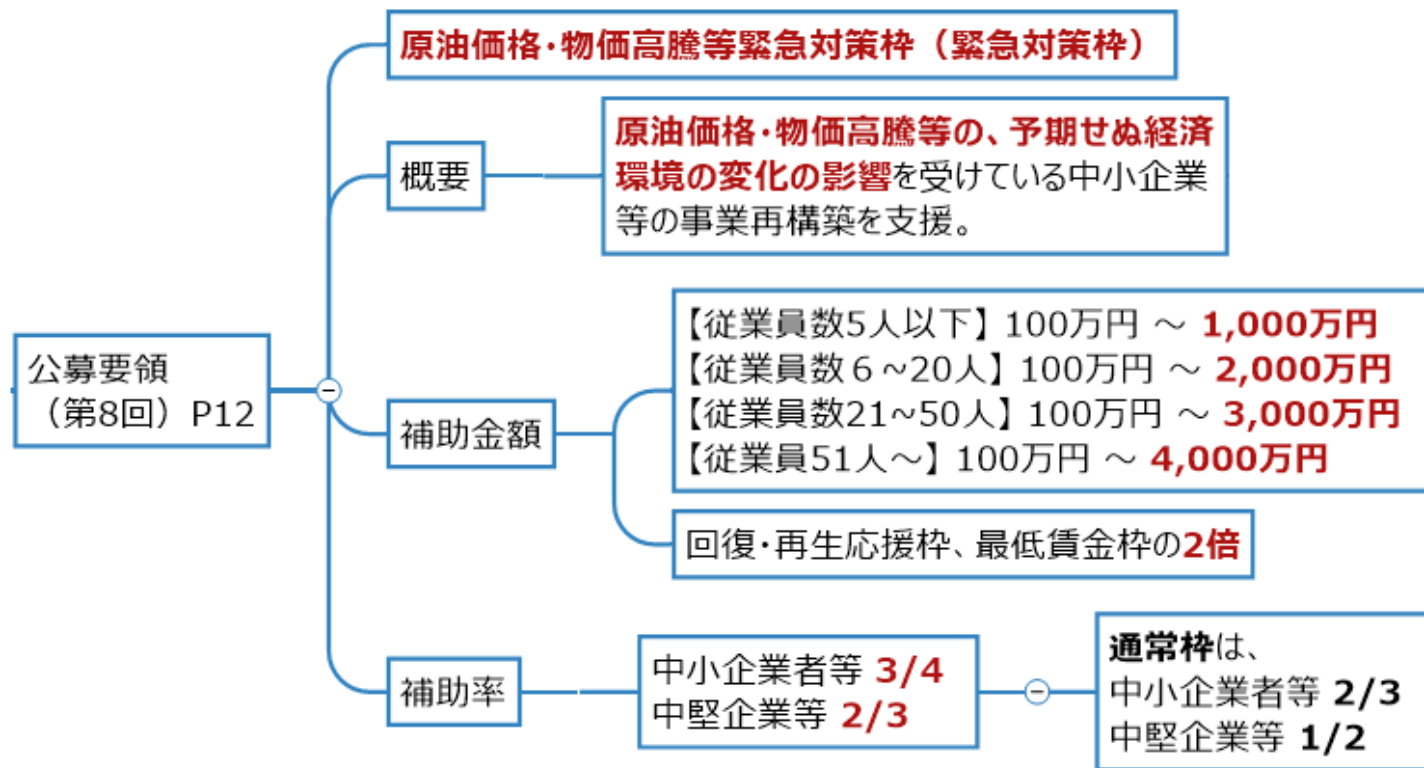 原油価格・物価高騰等緊急対策枠（緊急対策枠）
概要
原油価格・物価高騰等の、予期せぬ経済
環境の変化の影響を受けている中小企業
等の事業再構築を支援。
公募要領
（第8回）P12
補助金額
【従業員数5人以下】100万円 ～ 1,000万円
【従業員数６~20人】100万円 ～ 2,000万円
【従業員数21~50人】100万円 ～ 3,000万円
【従業員51人～】100万円 ～ 4,000万円
回復・再生応援枠、最低賃金枠の2倍
補助率
中小企業者等 3/4
中堅企業等 2/3
通常枠は、
中小企業者等 2/3
中堅企業等 1/2